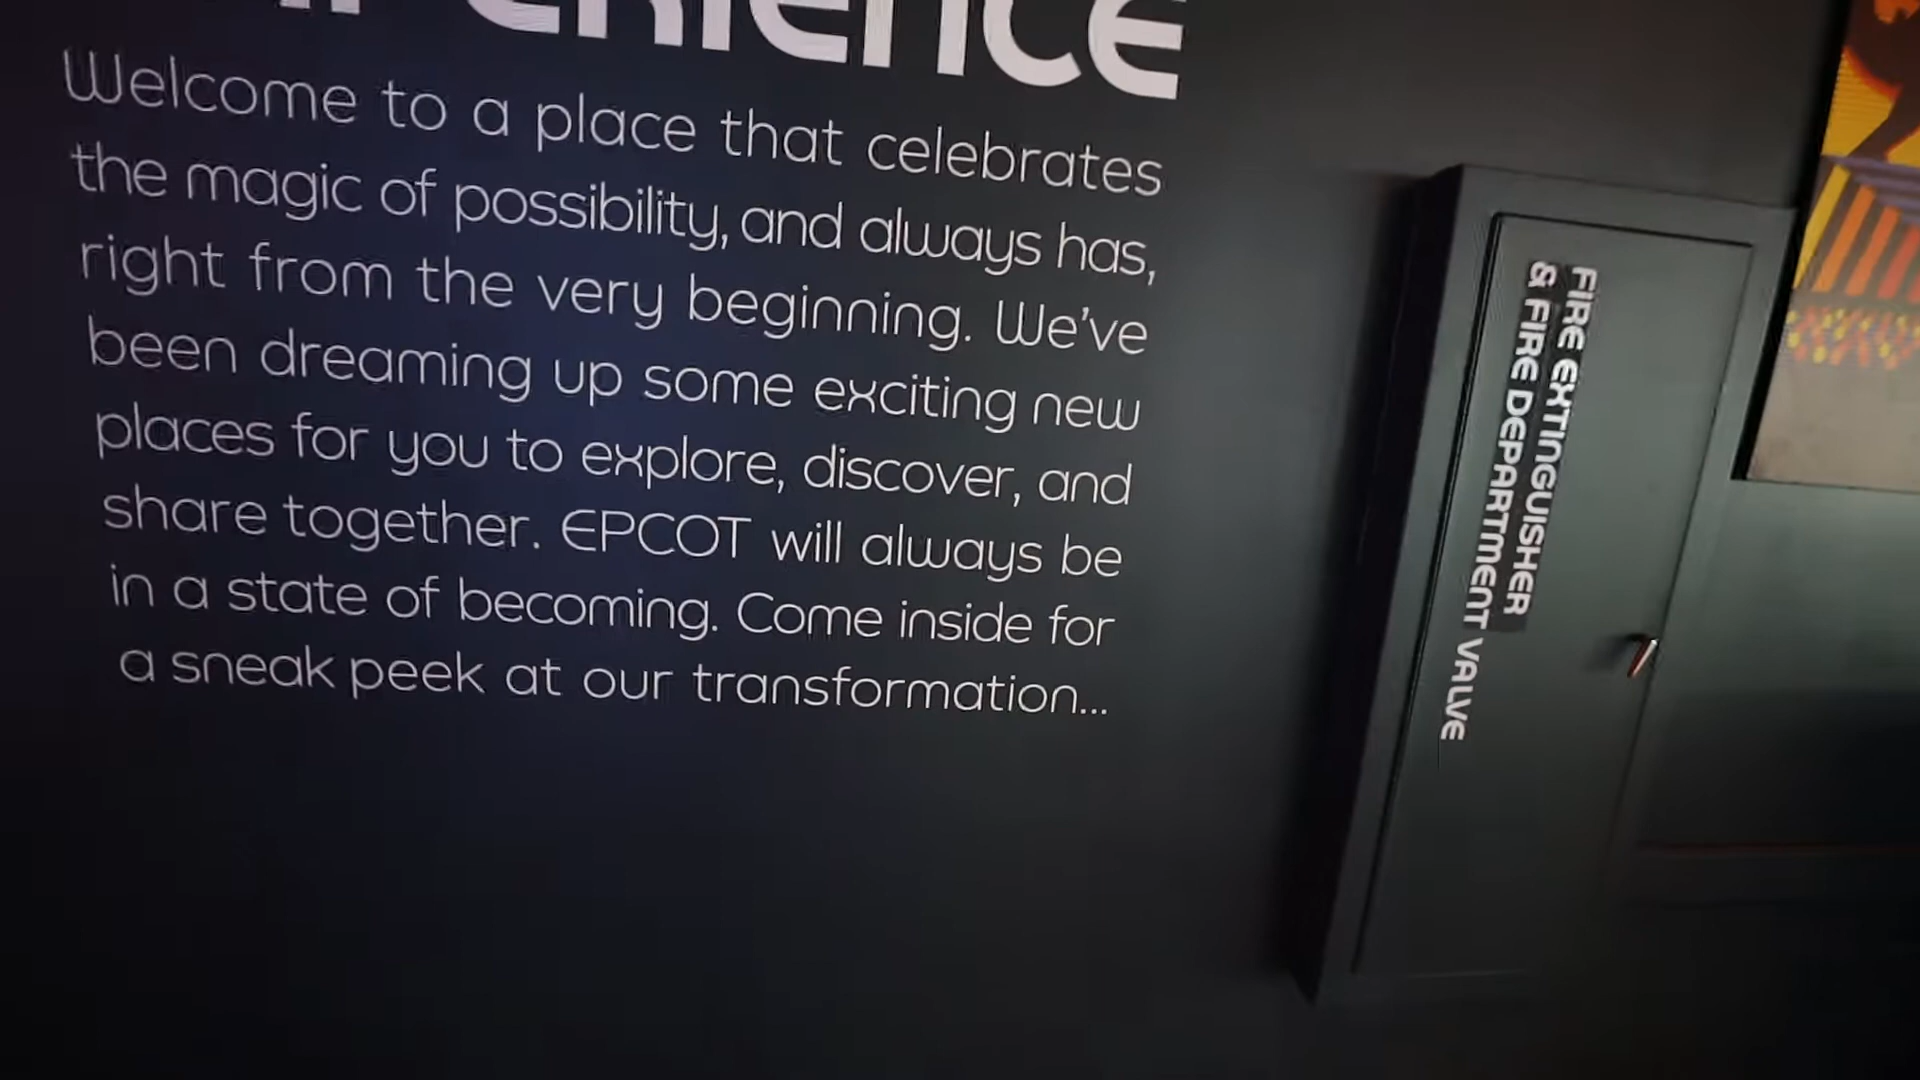 Welcome to a place that celebrates
the magic of possibility, and always has,
right from the very beginning. We've
been dreaming up some exciting new
places for you to explore, discover, and
share together. EPCOT will always be
in a state of becoming. Come inside for
a sneak peek at our transformation...
FIRE EXTINGUISHER
& FIRE DEPARTMENT VALVE